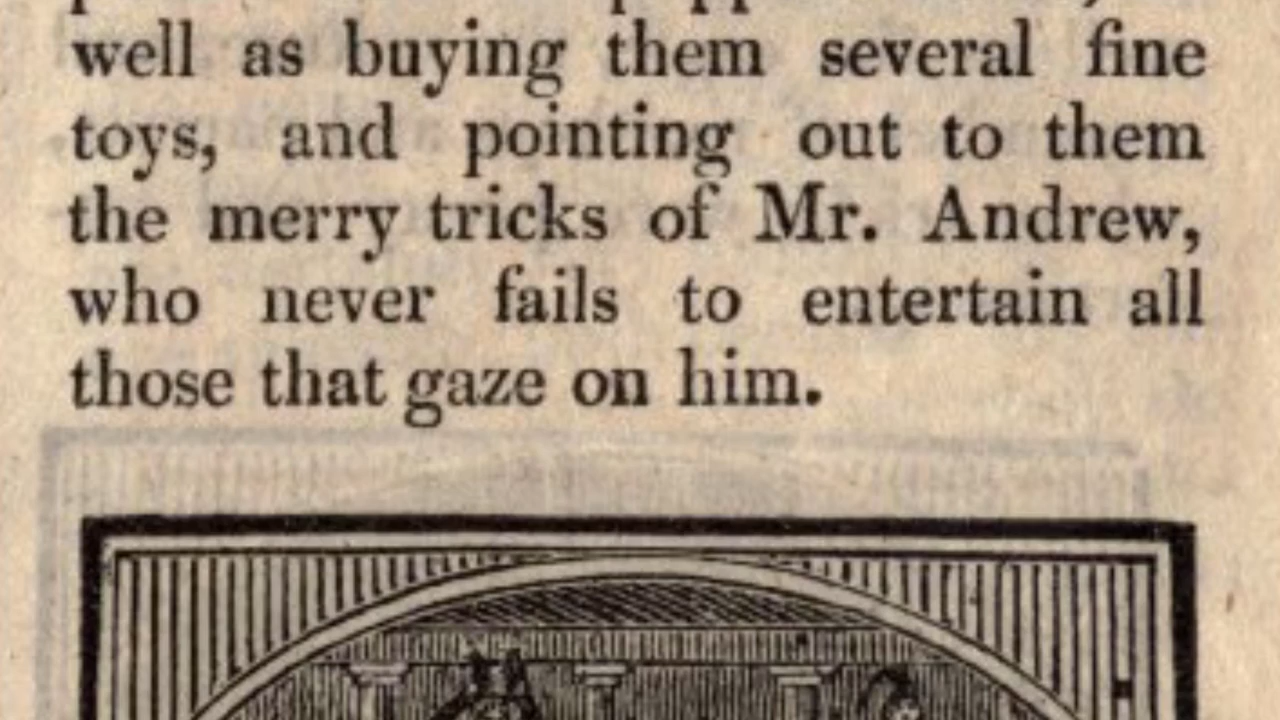 well as buying them several fine
toys, and pointing out to them
the merry tricks of Mr. Andrew,
who never fails to entertain all
those that gaze on him.